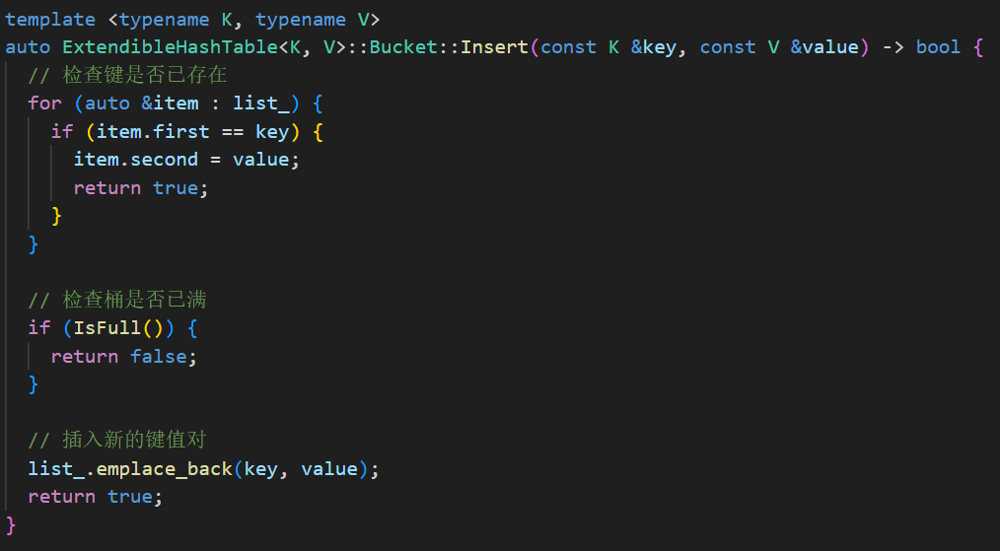 template <typename K, typename V>
auto ExtendibleHashTable<K, V>::Bucket::Insert(const K &key, const V &value) -> bool {
  // 检查键是否已存在
  for (auto &item : list_) {
    if (item.first == key) {
      item.second = value;
      return true;
    }
  }

  // 检查桶是否已满
  if (IsFull()) {
    return false;
  }

  // 插入新的键值对
  list_.emplace_back(key, value);
  return true;
}